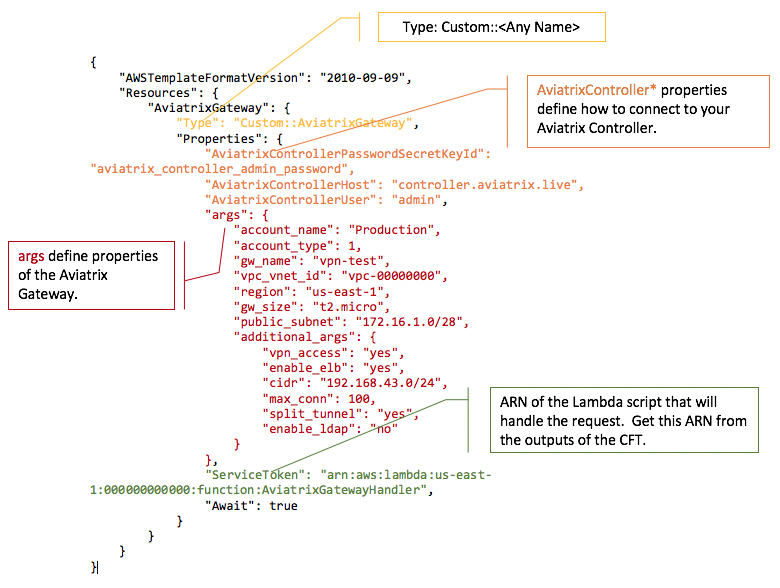 Type: Custom::<Any Name>
{
"AWSTemplateFormatVersion": "2010-09-09",
"Resources": {
"AviatrixGateway": {
"Type": "Custom::AviatrixGateway",
"Properties": {
"AviatrixControllerPasswordSecretKeyId":
"aviatrix_controller_admin_password",
"AviatrixControllerHost": "controller.aviatrix.live",
"AviatrixControllerUser": "admin",
"args": {
"account_name": "Production",
"account_type": 1,
"gw_name": "vpn-test",
"vpc_vnet_id": "vpc-00000000",
"region": "us-east-1",
"gw_size": "t2.micro",
"public_subnet": "172.16.1.0/28",
"additional_args": {
"vpn_access": "yes",
"enable_elb": "yes",
"cidr": "192.168.43.0/24",
"max_conn": 100,
"split_tunnel": "yes",
"enable_ldap": "no"
}
},
"ServiceToken": "arn:aws:lambda:us-east-
1:000000000000:function:AviatrixGatewayHandler",
"Await": true
}
}
}
}
AviatrixController* properties
define how to connect to your
Aviatrix Controller.
args define properties
of the Aviatrix
Gateway.
ARN of the Lambda script that will
handle the request. Get this ARN from
the outputs of the CFT.